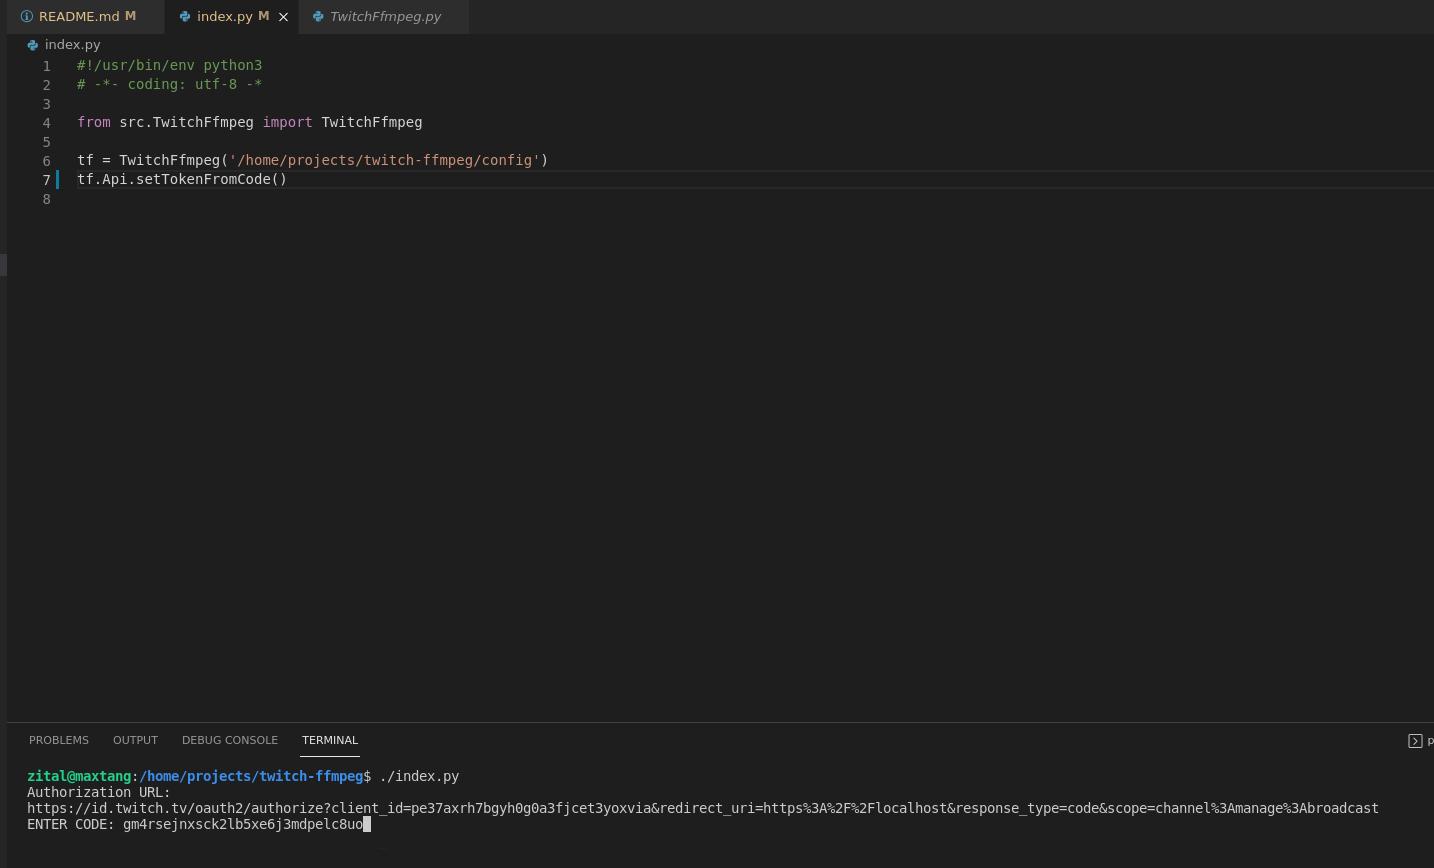 README.md M
index.py M
TwitchFfmpeg.py
index.py
1 #!/usr/bin/env python3
2 # -*- coding: utf-8 -*
3
4 from src.TwitchFfmpeg import TwitchFfmpeg
5
6 tf = TwitchFfmpeg('/home/projects/twitch-ffmpeg/config')
7 tf.Api.setTokenFromCode()
8
PROBLEMS OUTPUT DEBUG CONSOLE TERMINAL p
zital@maxtang:/home/projects/twitch-ffmpeg$ ./index.py
Authorization URL:
https://id.twitch.tv/oauth2/authorize?client_id=pe37axrh7bgyh0g0a3fjcet3yoxvia&redirect_uri=https%3A%2F%2Flocalhost&response_type=code&scope=channel%3Amanage%3Abroadcast
ENTER CODE: gm4rsejnxsck2lb5xe6j3mdpelc8uo